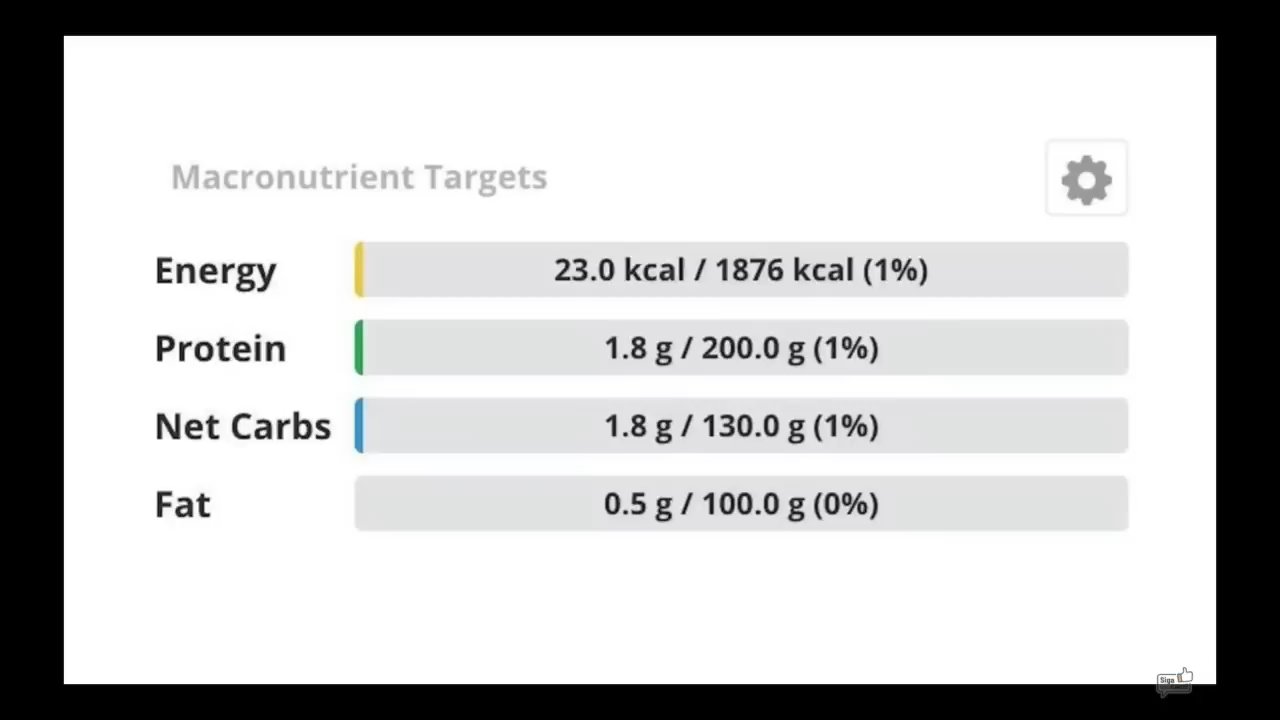 Macronutrient Targets
Energy 23.0 kcal / 1876 kcal (1%)
Protein 1.8 g / 200.0 g (1%)
Net Carbs 1.8 g / 130.0 g (1%)
Fat 0.5 g / 100.0 g (0%)
Siga